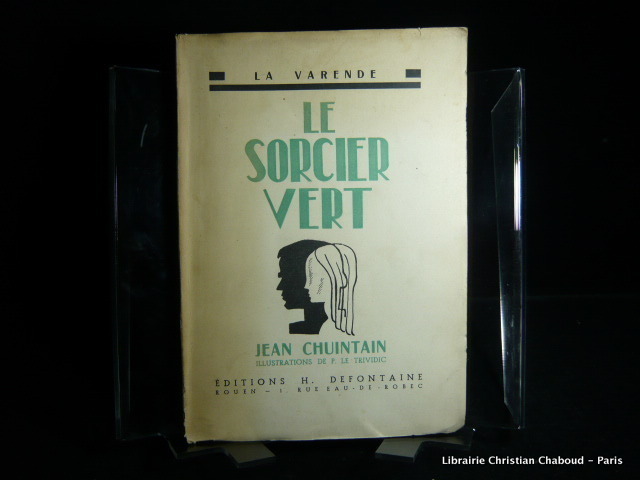 LA VARENDE
LE
SORCIER
VERT
JEAN CHUINTAIN
ILLUSTRATIONS DE P. LE TRIVIDIC
ÉDITIONS H. DEFONTAINE
ROUEN — 1, RUE EAU-DE-ROBEC
Librairie Christian Chaboud - Paris